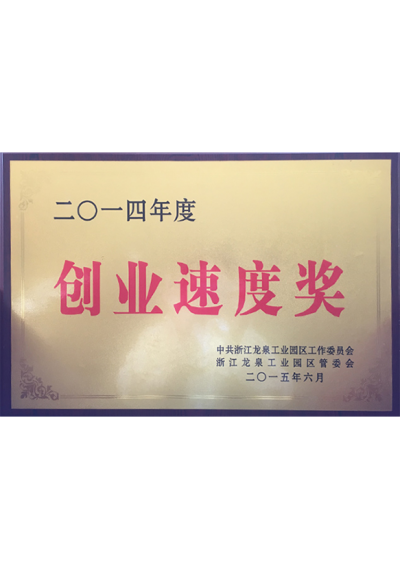 二〇一四年度
创业速度奖
中共浙江龙泉工业园区工作委员会
浙江龙泉工业园区管委会
二〇一五年六月